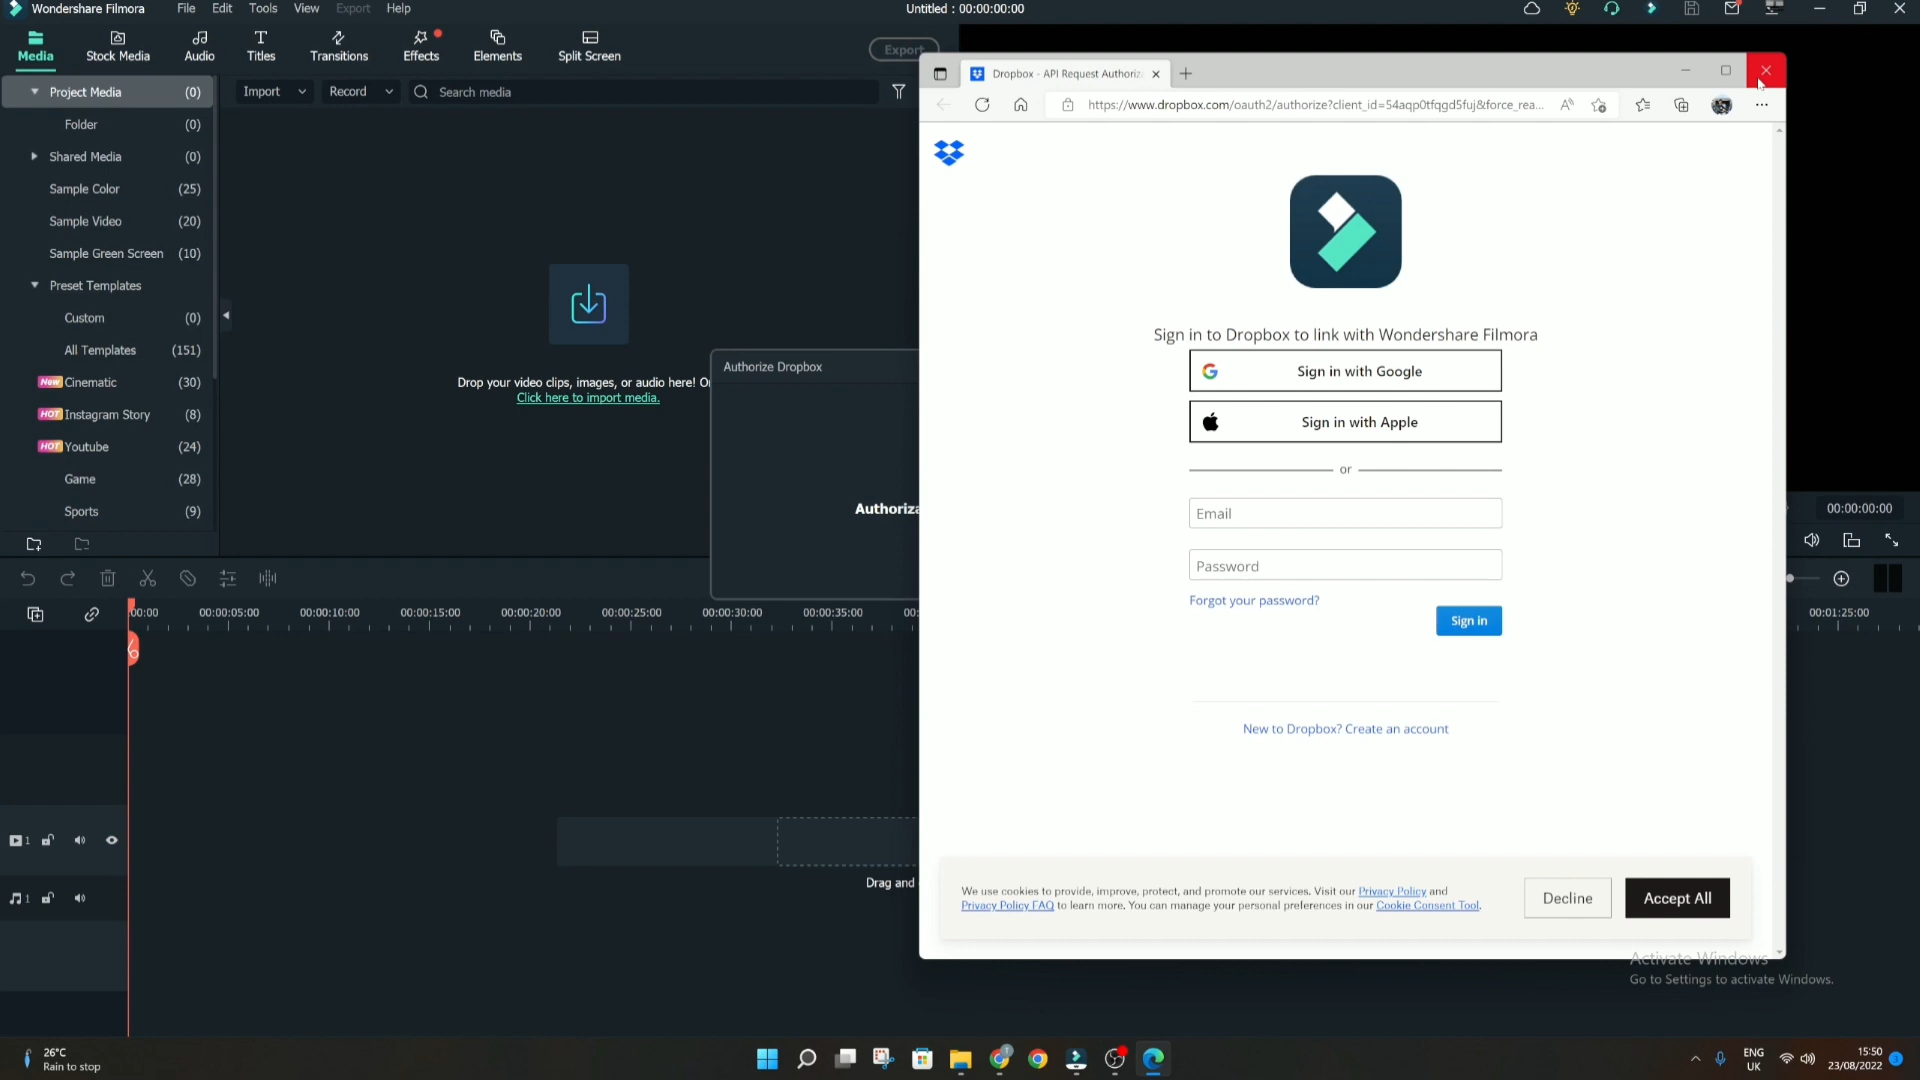 Wondershare Filmora
File Edit Tools View Export Help
Untitled : 00:00:00:00
Media
Stock Media
Audio
Titles
Transitions
Effects
Elements
Split Screen
Export
Project Media (0)
Folder (0)
Shared Media (0)
Sample Color (25)
Sample Video (20)
Sample Green Screen (10)
Preset Templates
Custom (0)
All Templates (151)
New Cinematic (30)
HOT Instagram Story (8)
HOT Youtube (24)
Game (28)
Sports (9)
Import
Record
Search media
Drop your video clips, images, or audio here! O
Click here to import media.
Authorize Dropbox
Authoriza
Dropbox - API Request Authoriz
https://www.dropbox.com/oauth2/authorize?client_id=54aqp0tfqgd5fuj&force_rea...
Sign in to Dropbox to link with Wondershare Filmora
Sign in with Google
Sign in with Apple
or
Email
Password
Forgot your password?
Sign in
New to Dropbox? Create an account
We use cookies to provide, improve, protect, and promote our services. Visit our Privacy Policy and
Privacy Policy FAQ to learn more. You can manage your personal preferences in our Cookie Consent Tool.
Decline
Accept All
00:00:00:00
00:00 00:00:05:00 00:00:10:00 00:00:15:00 00:00:20:00 00:00:25:00 00:00:30:00 00:00:35:00 00: 00:01:25:00
1
Drag and
1
Activate Windows
Go to Settings to activate Windows.
26°C
Rain to stop
ENG
UK
15:50
23/08/2022
3